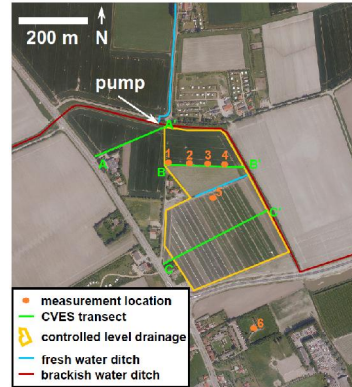 200 m
N
pump
A'
A
1
2
3
4
B
B'
5
C'
C
6
measurement location
CVES transect
controlled level drainage
fresh water ditch
brackish water ditch